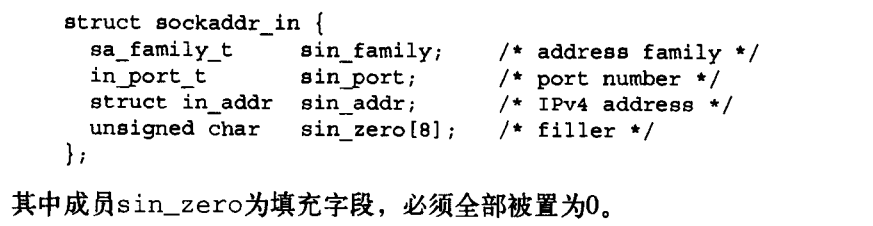 struct sockaddr_in {
sa_family_t sin_family; /* address family */
in_port_t sin_port; /* port number */
struct in_addr sin_addr; /* IPv4 address */
unsigned char sin_zero[8]; /* filler */
};
其中成员sin_zero为填充字段，必须全部被置为0。